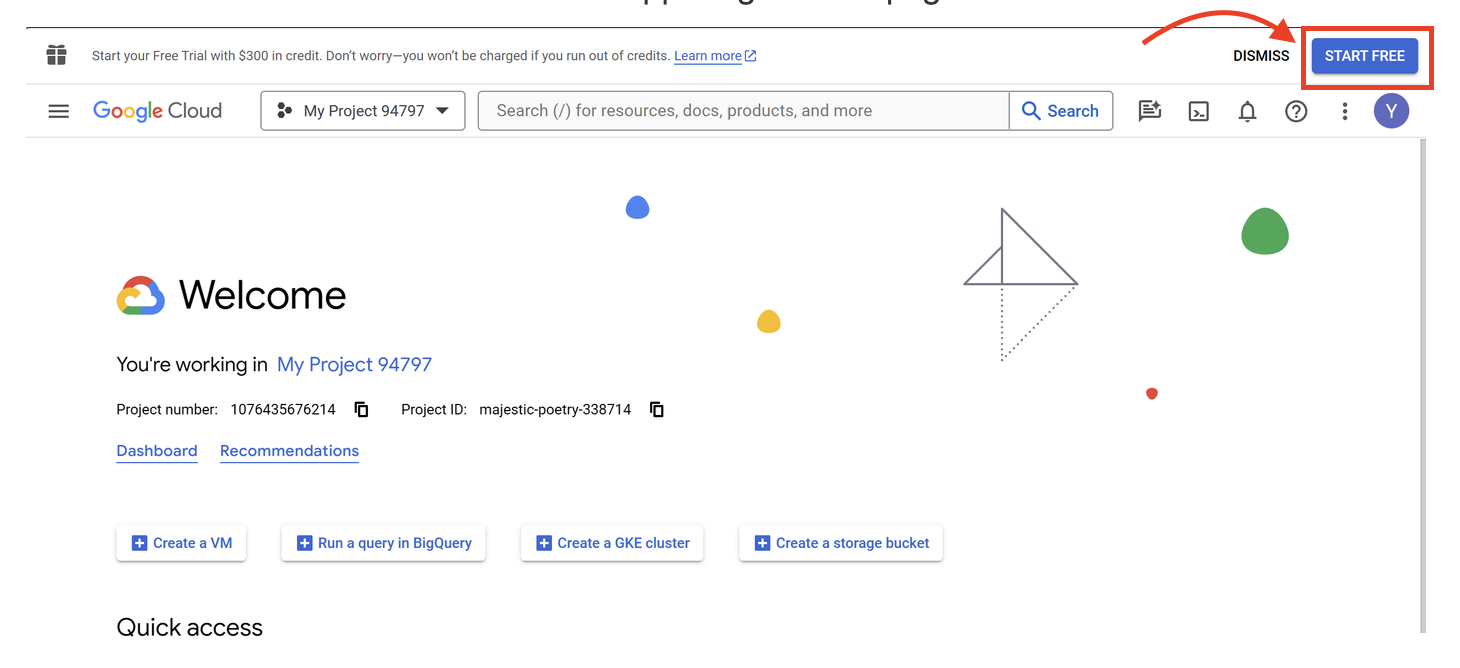 Start your Free Trial with $300 in credit. Don't worry—you won't be charged if you run out of credits. Learn more
DISMISS
START FREE
Google Cloud
My Project 94797
Search (/) for resources, docs, products, and more
Search
Y
Welcome
You're working in My Project 94797
Project number: 1076435676214
Project ID: majestic-poetry-338714
Dashboard
Recommendations
Create a VM
Run a query in BigQuery
Create a GKE cluster
Create a storage bucket
Quick access